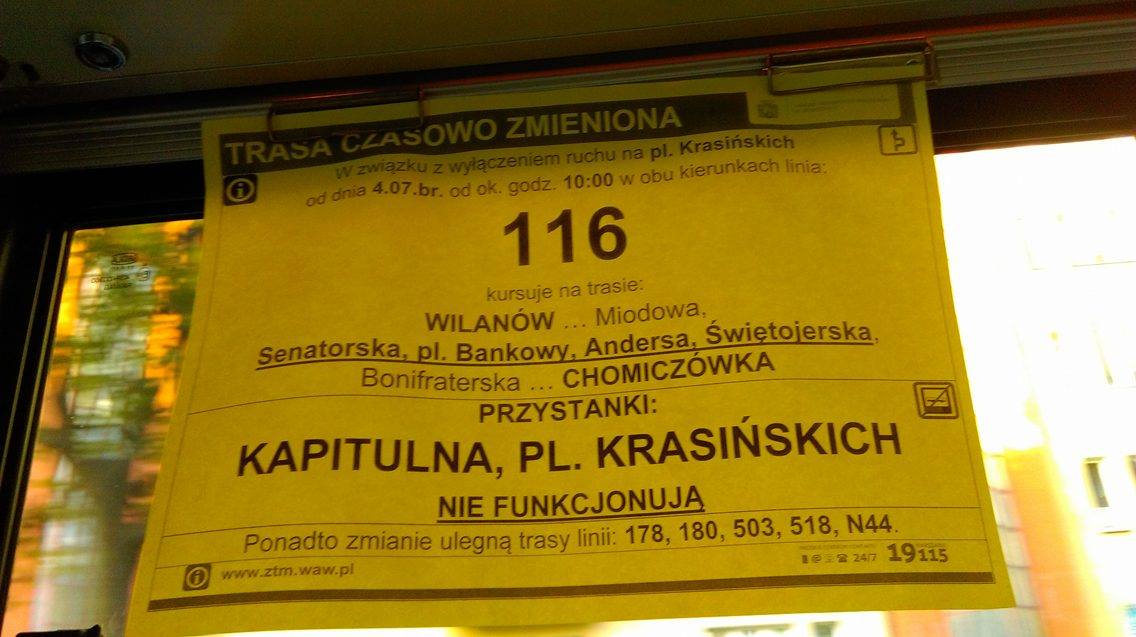 TRASA CZASOWO ZMIENIONA
W związku z wyłączeniem ruchu na pl. Krasińskich
od dnia 4.07.br. od ok. godz. 10:00 w obu kierunkach linia:
116
kursuje na trasie:
WILANÓW ... Miodowa,
Senatorska, pl. Bankowy, Andersa, Świętojerska,
Bonifraterska ... CHOMICZÓWKA
PRZYSTANKI:
KAPITULNA, PL. KRASIŃSKICH
NIE FUNKCJONUJĄ
Ponadto zmianie ulegną trasy linii: 178, 180, 503, 518, N44.
www.ztm.waw.pl
24/7 19115